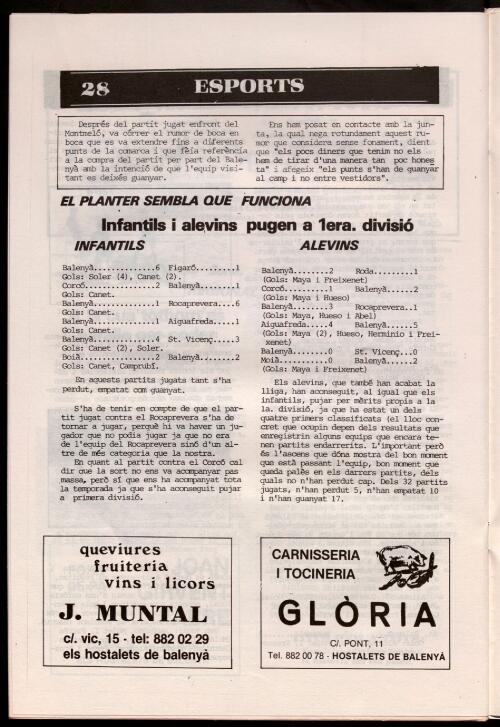 28
ESPORTS
Després del partit jugat enfront del
Montmeló, va córrer el rumor de boca en
boca que es va extendre fins a diferents
punts de la comarca i que fèia referència
a la compra del partit per part del Bale-
nyà amb la intenció de que l'equip visi-
tant es deixés guanyar.
Ens hem posat en contacte amb la jun-
ta, la qual nega rotundament aquest ru-
mor que considera sense fonament, dient
que "els pocs diners que tenim no els
hem de tirar d'una manera tan poc hones
ta" i afegeix "els punts s'han de guanyar
al camp i no entre vestidors".
EL PLANTER SEMBLA QUE FUNCIONA
Infantils i alevins pugen a 1era. divisió
INFANTILS
Balenyà..............6 Figaró.........1
Gols: Soler (4), Canet (2).
Corcó................2 Balenyà........1
Gols: Canet.
Balenyà..............1 Rocaprevera....6
Gols: Canet.
Balenyà..............1 Aiguafreda.....1
Gols: Canet.
Balenyà..............4 St. Vicenç.....3
Gols: Canet (2), Soler.
Moià.................2 Balenyà........2
Gols: Canet, Camprubí.
En aquests partits jugats tant s'ha
perdut, empatat com guanyat.
S'ha de tenir en compte de que el par-
tit jugat contra el Rocaprevera s'ha de
tornar a jugar, perquè hi va haver un ju-
gador que no podia jugar ja que no era
de l'equip del Rocaprevera sinó d'un al-
tre de més categoria que la nostra.
En quant al partit contra el Corcó cal
dir que la sort no ens va acompanyar pas
massa, però sí que ens ha acompanyat tota
la temporada ja que s'ha aconseguit pujar
a primera divisió.
ALEVINS
Balenyà........2 Roda.........1
(Gols: Maya i Freixenet)
Corcó..........1 Balenyà......2
(Gols: Maya i Hueso)
Balenyà........3 Rocaprevera..1
(Gols: Maya, Hueso i Abel)
Aiguafreda.....4 Balenyà......5
(Gols: Maya (2), Hueso, Herminio i Frei-
xenet)
Balenyà........0 St. Vicenç...0
Moià...........0 Balenyà......2
(Gols: Maya i Freixenet)
Els alevins, que també han acabat la
lliga, han aconseguit, al igual que els
infantils, pujar per mèrits propis a la
1a. divisió, ja que ha estat un dels
quatre primers classificats (el lloc con-
cret que ocupin depen dels resultats que
enregistrin alguns equips que encara te-
nen partits endarrerits. L'important però
és l'ascens que dóna mostra del bon moment
que està passant l'equip, bon moment que
queda palès en els darrers partits, dels
quals no n'han perdut cap. Dels 32 partits
jugats, n'han perdut 5, n'han empatat 10
i n'han guanyat 17.
queviures
fruiteria
vins i licors
J. MUNTAL
c/. vic, 15 - tel: 882 02 29
els hostalets de balenyà
CARNISSERIA
I TOCINERIA
GLÒRIA
C/. PONT, 11
Tel. 882 00 78 - HOSTALETS DE BALENYÁ